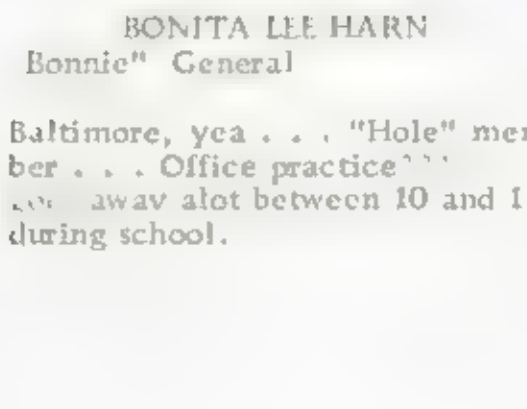 BONITA LEE HARN
Bonnie" General
Baltimore, yea . . . "Hole" mem
ber . . . Office practice
away alot between 10 and 1
during school.